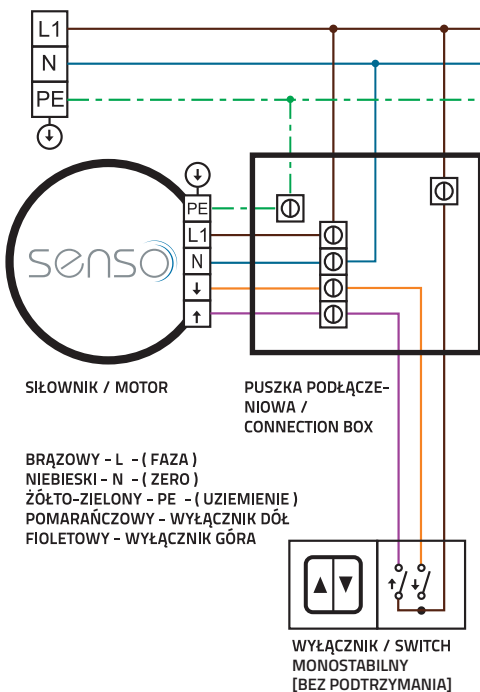 L1
N
PE
PE
L1
N
↓
↑
senso
SIŁOWNIK / MOTOR
PUSZKA PODŁĄCZE-
NIOWA /
CONNECTION BOX
BRĄZOWY - L - ( FAZA )
NIEBIESKI - N - ( ZERO )
ŻÓŁTO-ZIELONY - PE - ( UZIEMIENIE )
POMARAŃCZOWY - WYŁĄCZNIK DÓŁ
FIOLETOWY - WYŁĄCZNIK GÓRA
WYŁĄCZNIK / SWITCH
MONOSTABILNY
[BEZ PODTRZYMANIA]